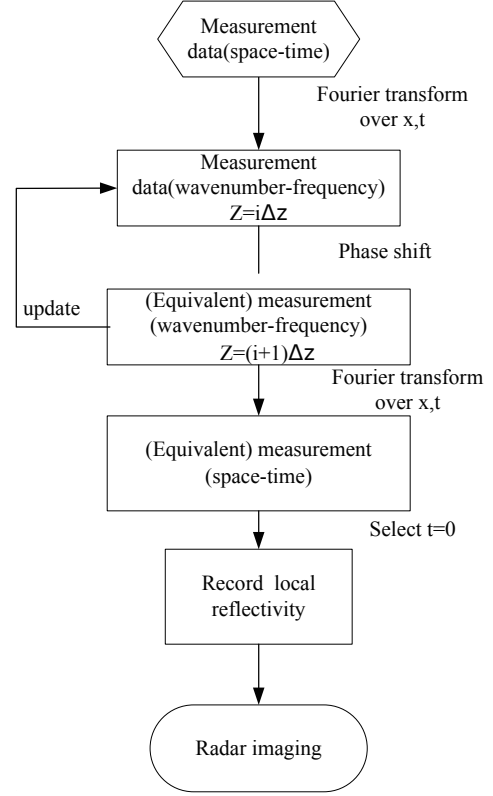 Measurement
data(space-time)
Fourier transform
over x,t
Measurement
data(wavenumber-frequency)
Z=iΔz
Phase shift
(Equivalent) measurement
(wavenumber-frequency)
Z=(i+1)Δz
update
Fourier transform
over x,t
(Equivalent) measurement
(space-time)
Select t=0
Record local
reflectivity
Radar imaging